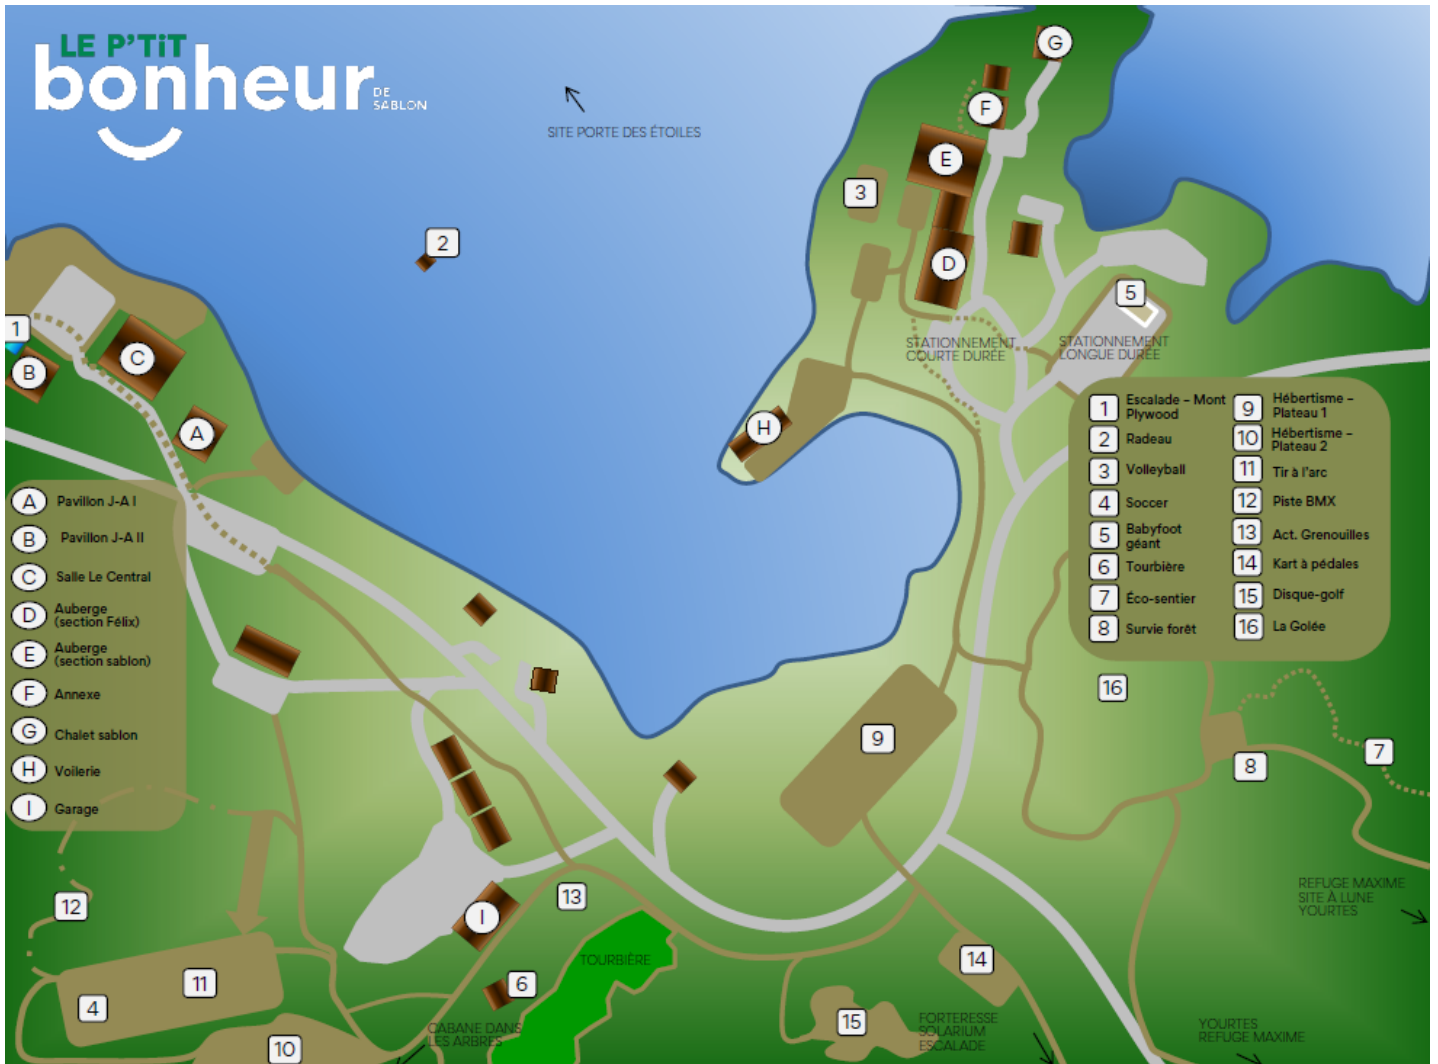 LE P'TiT
bonheur
DE
SABLON
SITE PORTE DES ÉTOILES
G
F
E
3
2
D
5
1
C
B
STATIONNEMENT
COURTE DURÉE
STATIONNEMENT
LONGUE DURÉE
A
H
1 Escalade – Mont
Plywood
2 Radeau
3 Volleyball
4 Soccer
5 Babyfoot
géant
6 Tourbière
7 Éco-sentier
8 Survie forêt
9 Hébertisme –
Plateau 1
10 Hébertisme –
Plateau 2
11 Tir à l'arc
12 Piste BMX
13 Act. Grenouilles
14 Kart à pédales
15 Disque-golf
16 La Golée
A Pavillon J-A I
B Pavillon J-A II
C Salle Le Central
D Auberge
(section Félix)
E Auberge
(section sablon)
F Annexe
G Chalet sablon
H Voilerie
I Garage
16
9
7
8
13
12
I
REFUGE MAXIME
SITE À LUNE
YOURTES
TOURBIÈRE
14
11
6
4
15
10
CABANE DANS
LES ARBRES
FORTERESSE
SOLARIUM
ESCALADE
YOURTES
REFUGE MAXIME